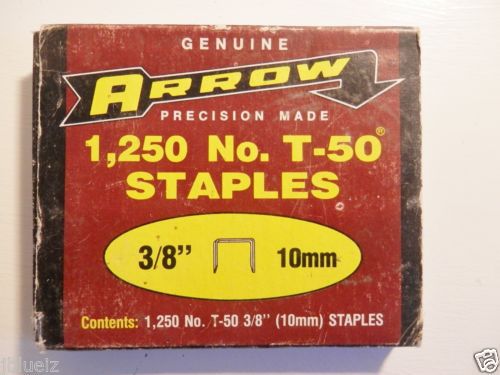 GENUINE
ARROW
PRECISION MADE
1,250 No. T-50®
STAPLES
3/8” 10mm
Contents: 1,250 No. T-50 3/8” (10mm) STAPLES
jblueiz